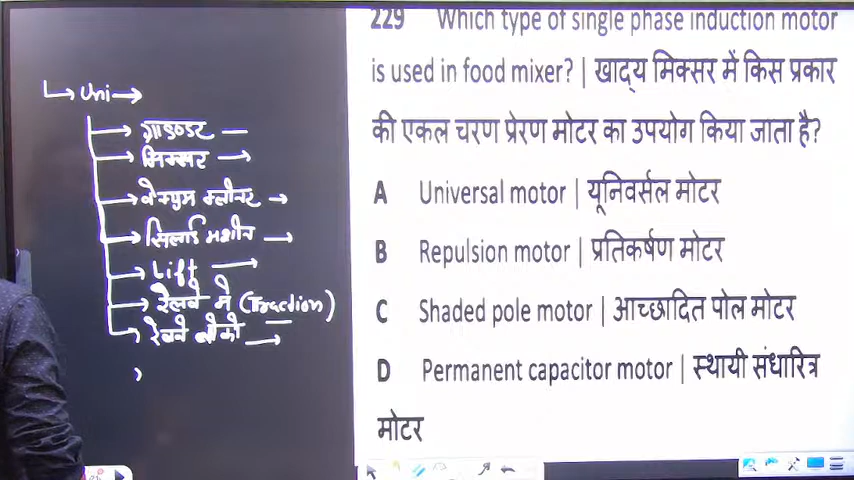 Uni
ग्राइण्डर
मिक्सर
वैक्यूम क्लीनर
सिलाई मशीन
Lift
रेलवे में (Traction)
रेलवे लोको
229 Which type of single phase induction motor
is used in food mixer? | खाद्य मिक्सर में किस प्रकार
की एकल चरण प्रेरण मोटर का उपयोग किया जाता है?
A Universal motor | यूनिवर्सल मोटर
B Repulsion motor | प्रतिकर्षण मोटर
C Shaded pole motor | आच्छादित पोल मोटर
D Permanent capacitor motor | स्थायी संधारित्र
मोटर